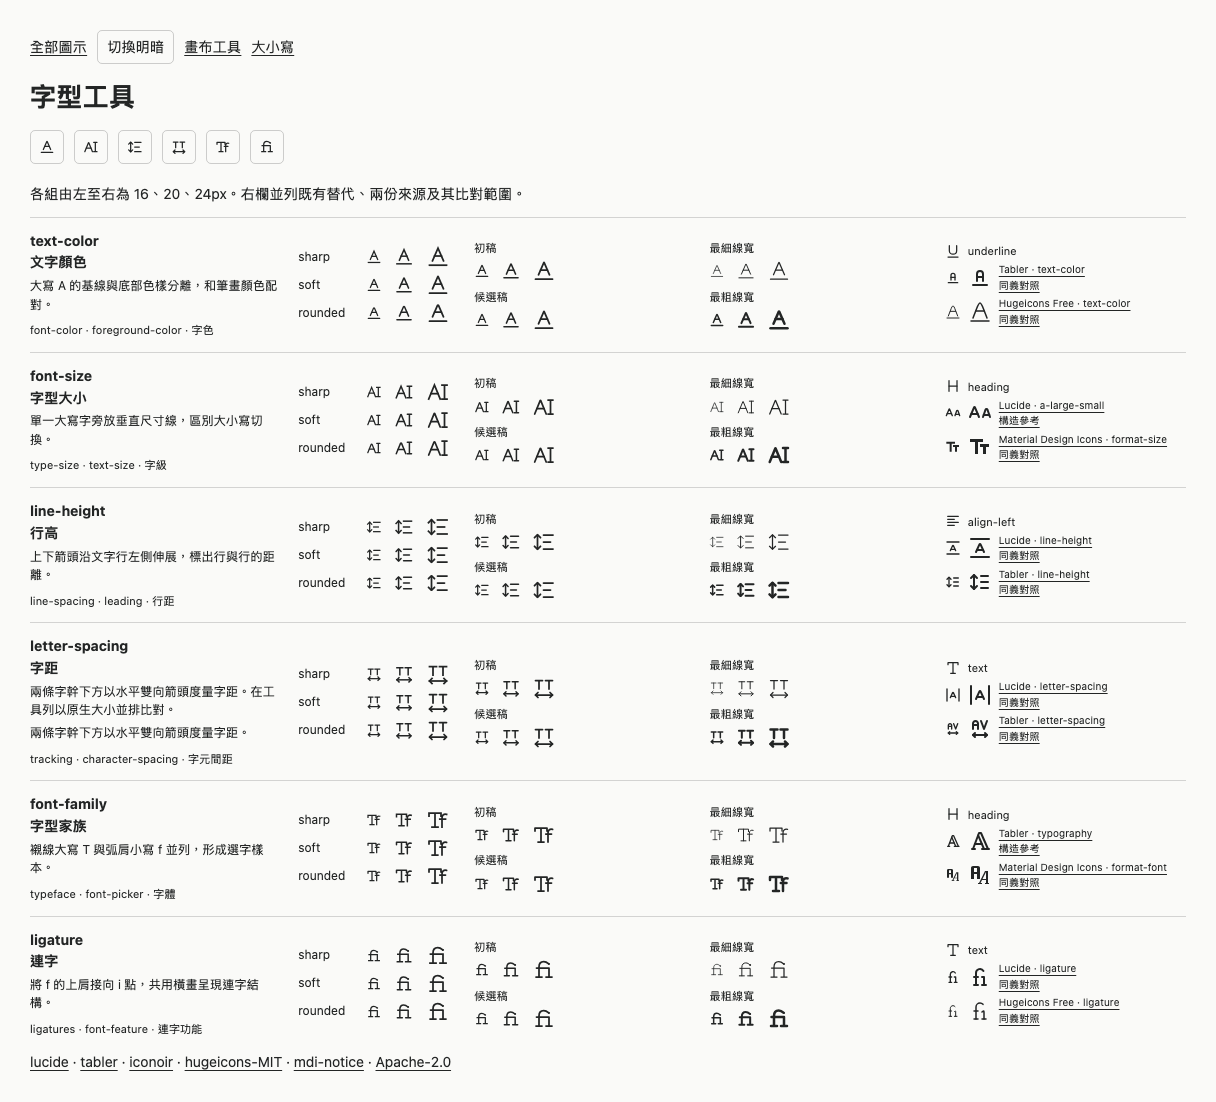 全部圖示 切換明暗 畫布工具 大小寫
字型工具
各組由左至右為 16、20、24px。右欄並列既有替代、兩份來源及其比對範圍。
text-color
文字顏色
大寫 A 的基線與底部色樣分離，和筆畫顏色配
對。
font-color · foreground-color · 字色
sharp
soft
rounded
初稿
候選稿
最細線寬
最粗線寬
underline
Tabler · text-color
同義對照
Hugeicons Free · text-color
同義對照
font-size
字型大小
單一大寫字旁放垂直尺寸線，區別大小寫切
換。
type-size · text-size · 字級
sharp
soft
rounded
初稿
候選稿
最細線寬
最粗線寬
heading
Lucide · a-large-small
構造參考
Material Design Icons · format-size
同義對照
line-height
行高
上下箭頭沿文字行左側伸展，標出行與行的距
離。
line-spacing · leading · 行距
sharp
soft
rounded
初稿
候選稿
最細線寬
最粗線寬
align-left
Lucide · line-height
同義對照
Tabler · line-height
同義對照
letter-spacing
字距
兩條字幹下方以水平雙向箭頭度量字距。在工
具列以原生大小並排比對。
兩條字幹下方以水平雙向箭頭度量字距。
tracking · character-spacing · 字元間距
sharp
soft
rounded
初稿
候選稿
最細線寬
最粗線寬
text
Lucide · letter-spacing
同義對照
Tabler · letter-spacing
同義對照
font-family
字型家族
襯線大寫 T 與弧肩小寫 f 並列，形成選字樣
本。
typeface · font-picker · 字體
sharp
soft
rounded
初稿
候選稿
最細線寬
最粗線寬
heading
Tabler · typography
構造參考
Material Design Icons · format-font
同義對照
ligature
連字
將 f 的上肩接向 i 點，共用橫畫呈現連字結
構。
ligatures · font-feature · 連字功能
sharp
soft
rounded
初稿
候選稿
最細線寬
最粗線寬
text
Lucide · ligature
同義對照
Hugeicons Free · ligature
同義對照
lucide · tabler · iconoir · hugeicons-MIT · mdi-notice · Apache-2.0